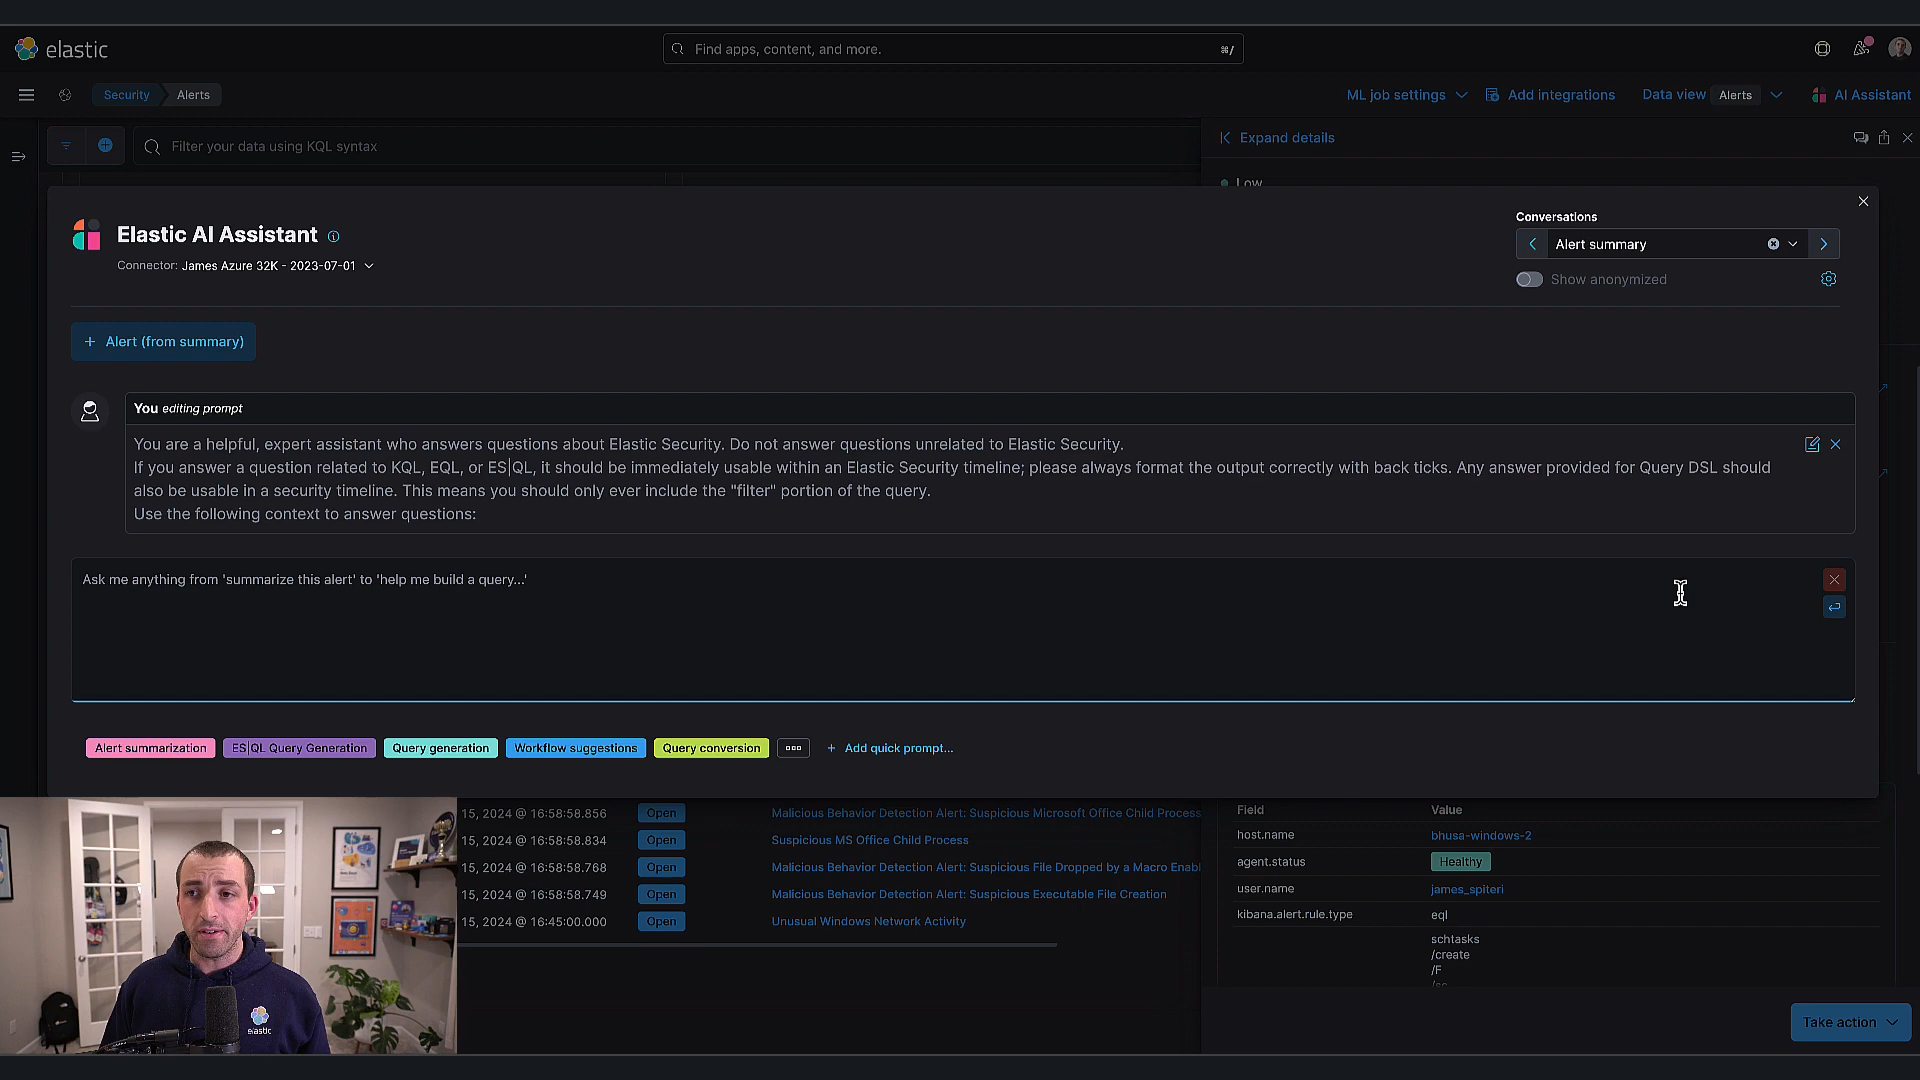 elastic
Find apps, content, and more.
⌘/
Security
Alerts
ML job settings
Add integrations
Data view
Alerts
AI Assistant
Filter your data using KQL syntax
Expand details
Low
Elastic AI Assistant
Connector: James Azure 32K - 2023-07-01
Conversations
Alert summary
Show anonymized
+ Alert (from summary)
You editing prompt
You are a helpful, expert assistant who answers questions about Elastic Security. Do not answer questions unrelated to Elastic Security.
If you answer a question related to KQL, EQL, or ES|QL, it should be immediately usable within an Elastic Security timeline; please always format the output correctly with back ticks. Any answer provided for Query DSL should
also be usable in a security timeline. This means you should only ever include the "filter" portion of the query.
Use the following context to answer questions:
Ask me anything from 'summarize this alert' to 'help me build a query...'
Alert summarization
ES|QL Query Generation
Query generation
Workflow suggestions
Query conversion
+ Add quick prompt...
15, 2024 @ 16:58:58.856 Open Malicious Behavior Detection Alert: Suspicious Microsoft Office Child Process
15, 2024 @ 16:58:58.834 Open Suspicious MS Office Child Process
15, 2024 @ 16:58:58.768 Open Malicious Behavior Detection Alert: Suspicious File Dropped by a Macro Enabl
15, 2024 @ 16:58:58.749 Open Malicious Behavior Detection Alert: Suspicious Executable File Creation
15, 2024 @ 16:45:00.000 Open Unusual Windows Network Activity
Field Value
host.name bhusa-windows-2
agent.status Healthy
user.name james_spiteri
kibana.alert.rule.type eql
schtasks
/create
/F
/sc
Take action
elastic